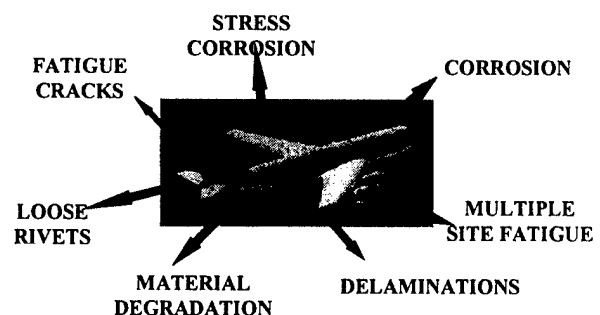 STRESS
CORROSION
FATIGUE
CRACKS
CORROSION
LOOSE
RIVETS
MULTIPLE
SITE FATIGUE
MATERIAL
DEGRADATION
DELAMINATIONS